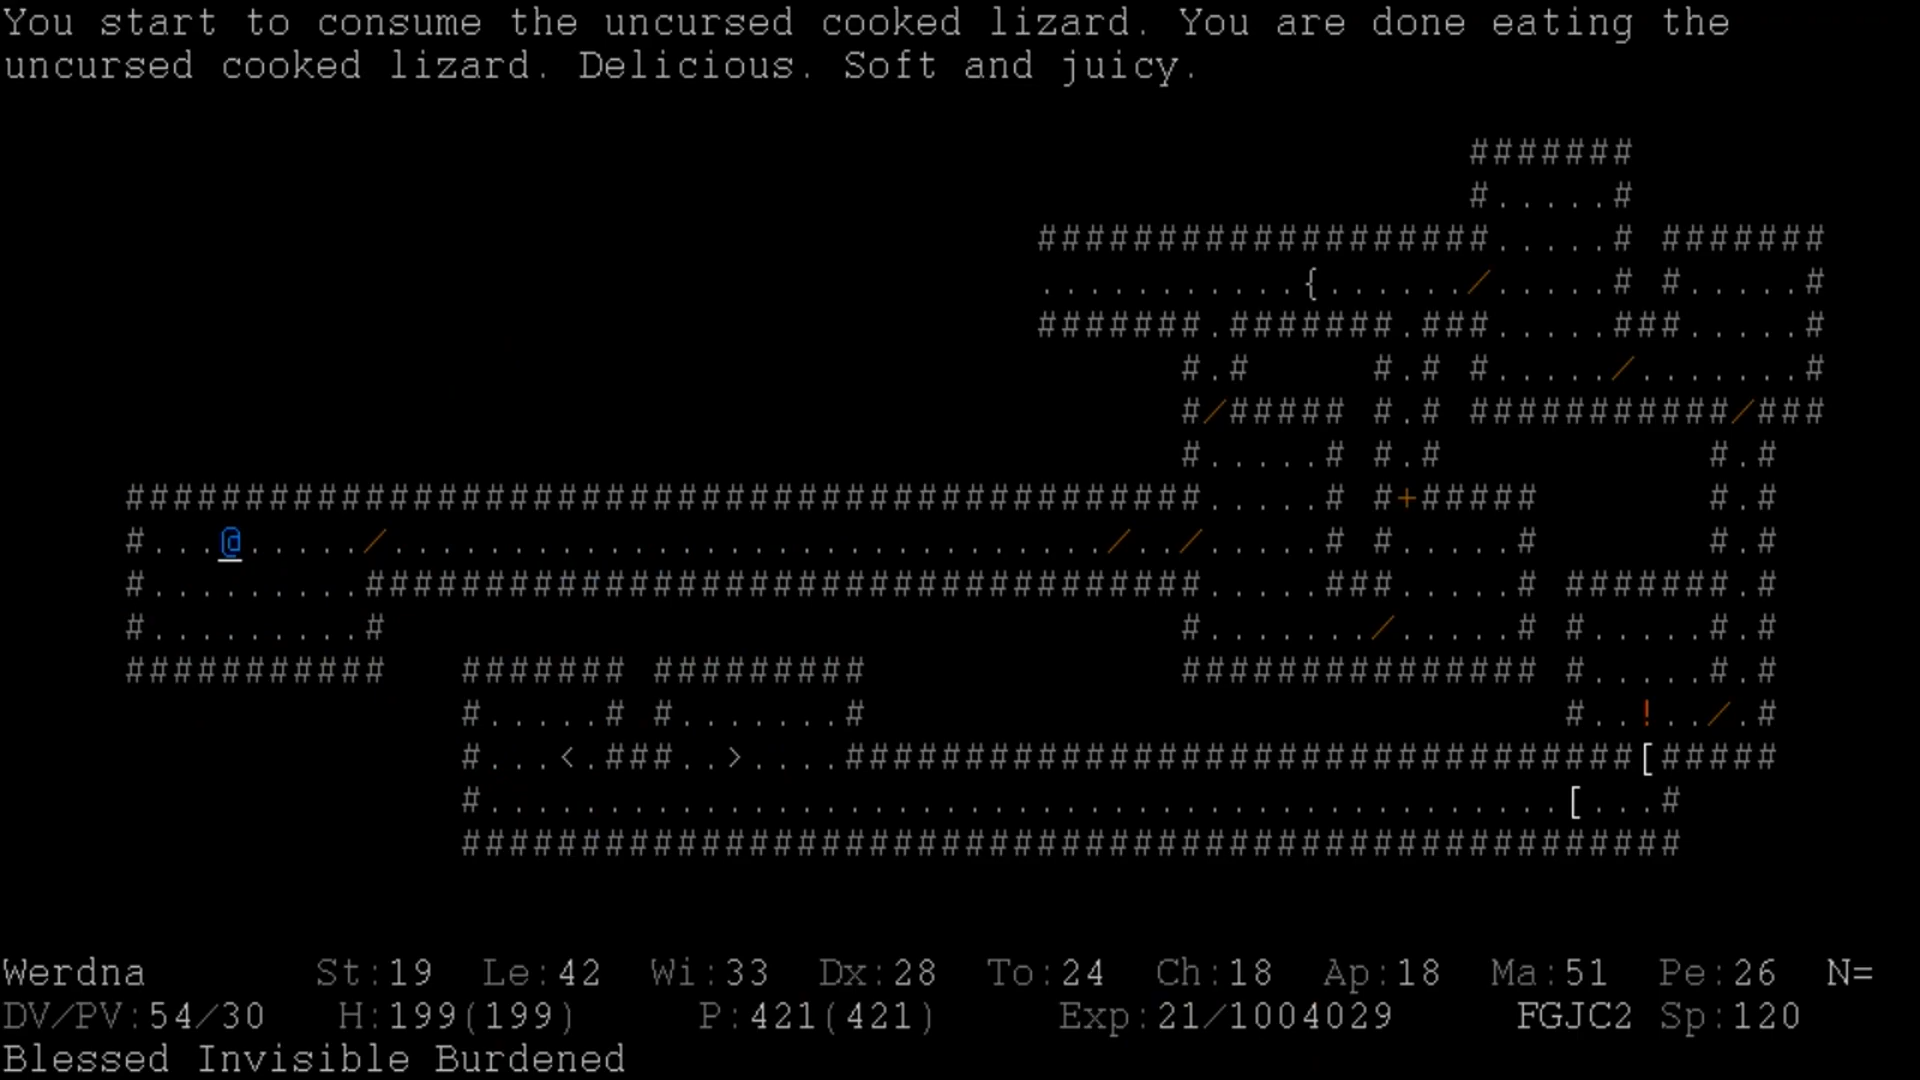 You start to consume the uncursed cooked lizard. You are done eating the
uncursed cooked lizard. Delicious. Soft and juicy.
Werdna St:19 Le:42 Wi:33 Dx:28 To:24 Ch:18 Ap:18 Ma:51 Pe:26 N=
DV/PV:54/30 H:199(199) P:421(421) Exp:21/1004029 FGJC2 Sp:120
Blessed Invisible Burdened